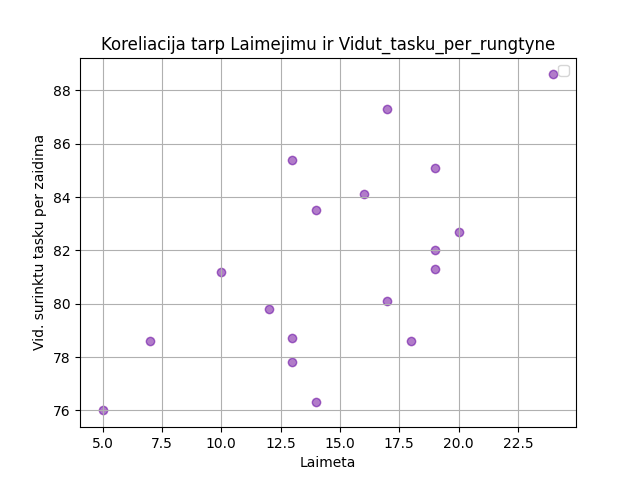 Koreliacija tarp Laimejimu ir Vidut_tasku_per_rungtyne
Vid. surinktu tasku per zaidima
88
86
84
82
80
78
76
5.0 7.5 10.0 12.5 15.0 17.5 20.0 22.5
Laimeta